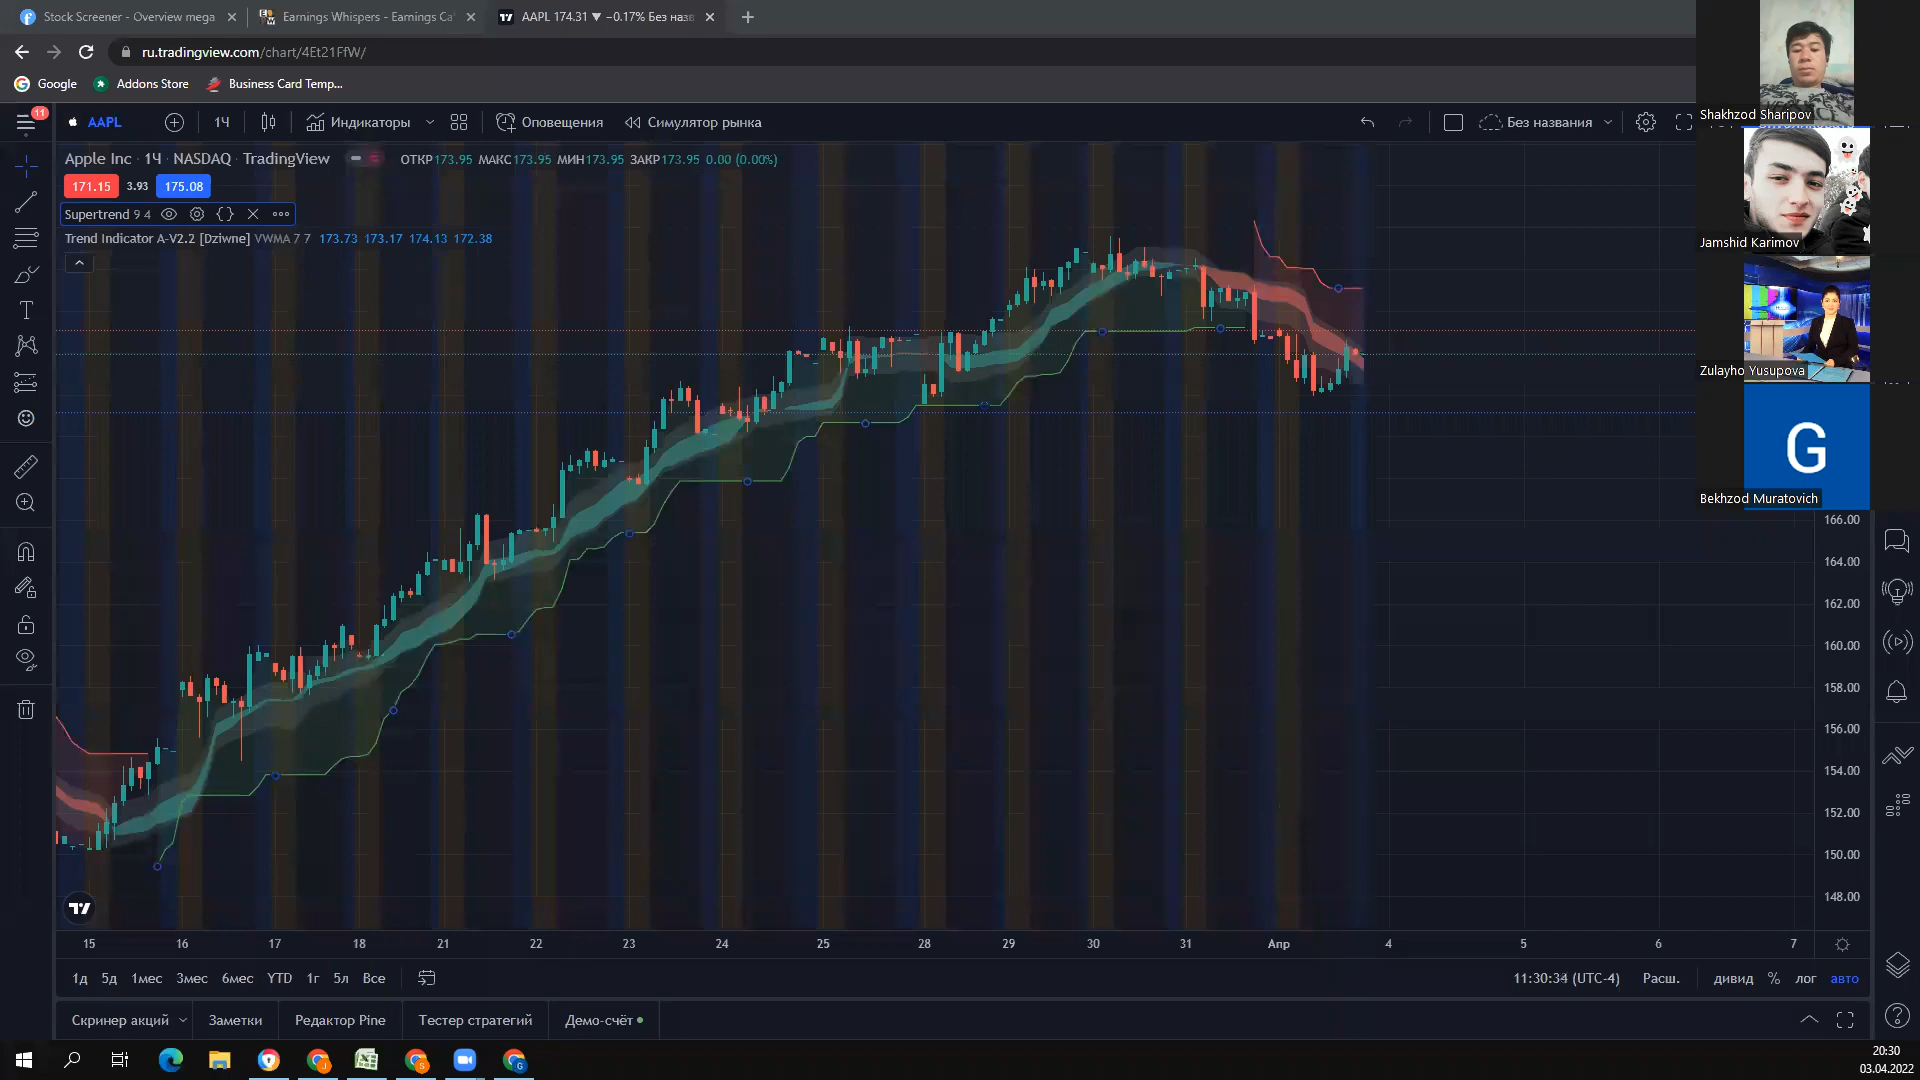 Stock Screener - Overview mega
Earnings Whispers - Earnings Ca
AAPL 174.31 ▼ −0.17% Без назв
ru.tradingview.com/chart/4Et21FfW/
Google
Addons Store
Business Card Temp...
11
AAPL
1Ч
Индикаторы
Оповещения
Симулятор рынка
Без названия
Apple Inc · 1Ч · NASDAQ · TradingView
ОТКР173.95 МАКС173.95 МИН173.95 ЗАКР173.95 0.00 (0.00%)
171.15 3.93 175.08
Supertrend 9 4
Trend Indicator A-V2.2 [Dziwne] VWMA 7 7 173.73 173.17 174.13 172.38
Shakhzod Sharipov
Jamshid Karimov
Zulayho Yusupova
G
Bekhzod Muratovich
166.00
164.00
162.00
160.00
158.00
156.00
154.00
152.00
150.00
148.00
15 16 17 18 21 22 23 24 25 28 29 30 31 Апр 4 5 6 7
1д 5д 1мес 3мес 6мес YTD 1г 5л Все
11:30:34 (UTC-4) Расш. дивид % лог авто
Скринер акций
Заметки
Редактор Pine
Тестер стратегий
Демо-счёт
20:30
03.04.2022